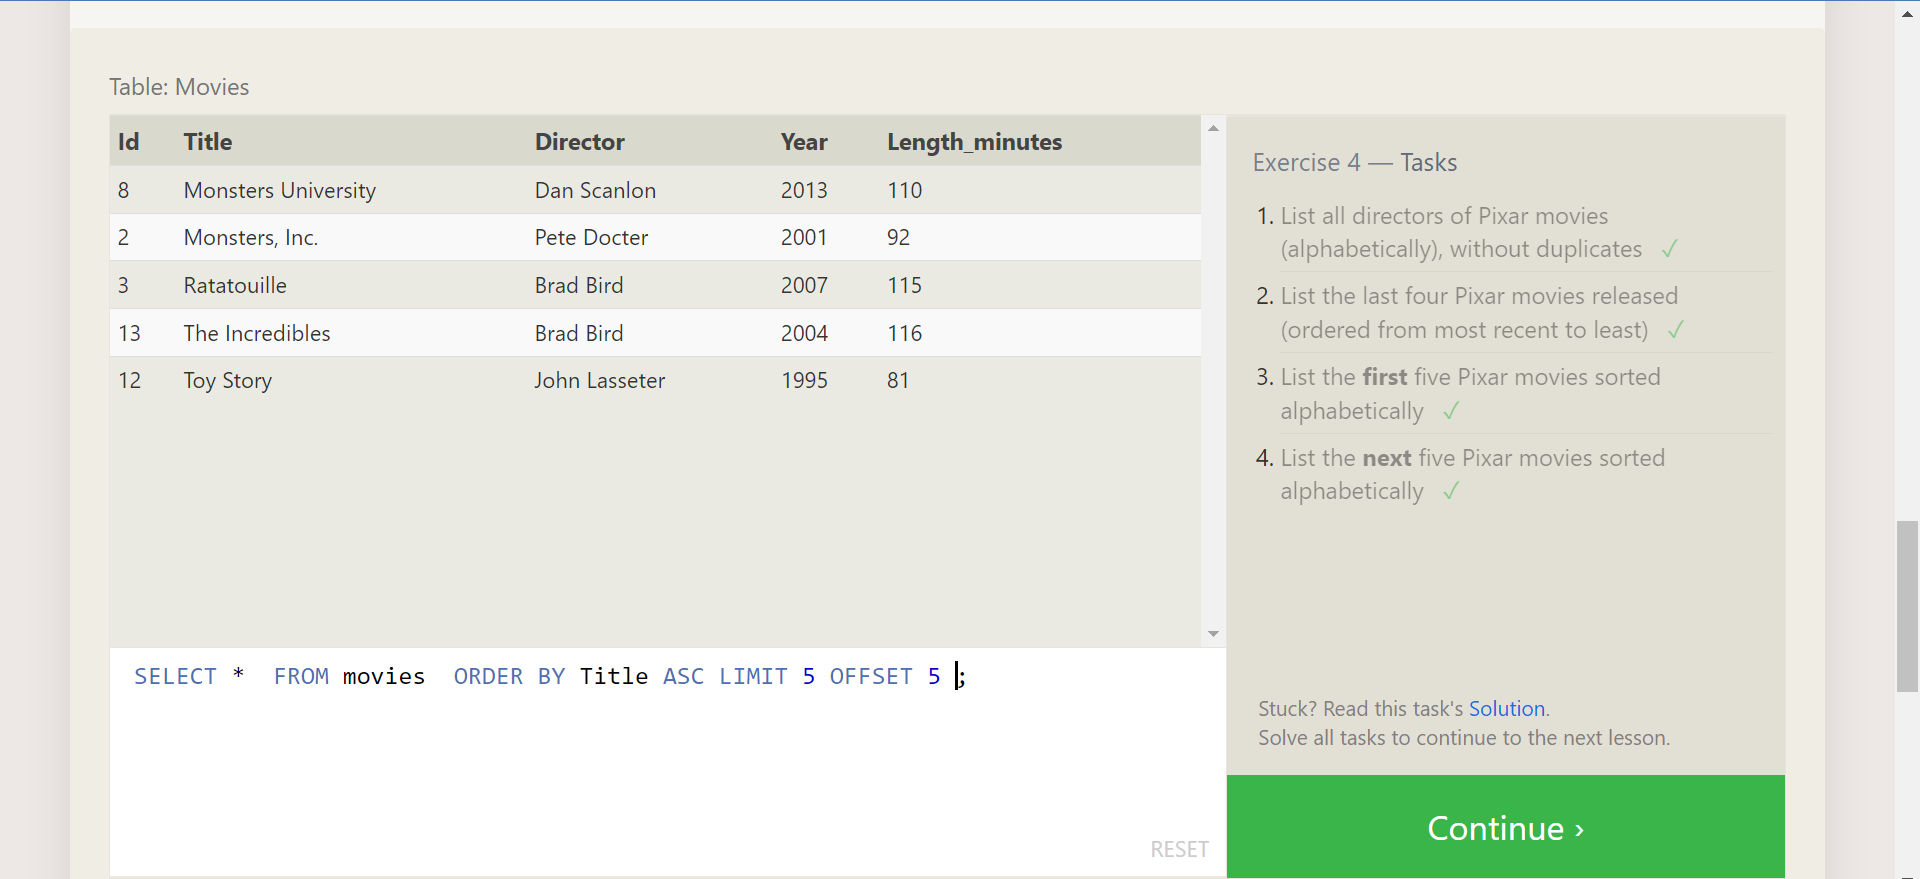 Table: Movies
Id Title Director Year Length_minutes
8 Monsters University Dan Scanlon 2013 110
2 Monsters, Inc. Pete Docter 2001 92
3 Ratatouille Brad Bird 2007 115
13 The Incredibles Brad Bird 2004 116
12 Toy Story John Lasseter 1995 81
SELECT *  FROM movies  ORDER BY Title ASC LIMIT 5 OFFSET 5 ;
RESET
Exercise 4 — Tasks
1. List all directors of Pixar movies
(alphabetically), without duplicates ✓
2. List the last four Pixar movies released
(ordered from most recent to least) ✓
3. List the first five Pixar movies sorted
alphabetically ✓
4. List the next five Pixar movies sorted
alphabetically ✓
Stuck? Read this task's Solution.
Solve all tasks to continue to the next lesson.
Continue ›